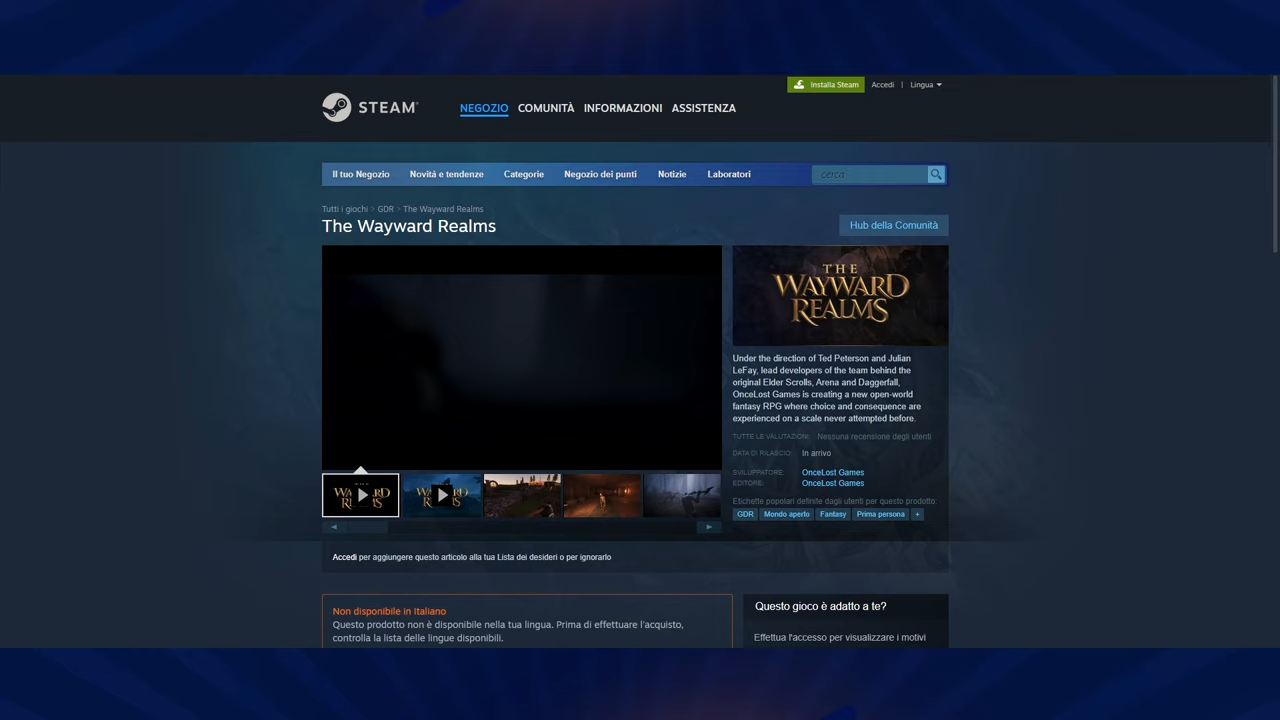 Installa Steam Accedi | Lingua
STEAM®
NEGOZIO COMUNITÀ INFORMAZIONI ASSISTENZA
Il tuo Negozio Novità e tendenze Categorie Negozio dei punti Notizie Laboratori cerca
Tutti i giochi > GDR > The Wayward Realms
The Wayward Realms
Hub della Comunità
THE
WAYWARD
REALMS
Under the direction of Ted Peterson and Julian
LeFay, lead developers of the team behind the
original Elder Scrolls, Arena and Daggerfall,
OnceLost Games is creating a new open-world
fantasy RPG where choice and consequence are
experienced on a scale never attempted before.
TUTTE LE VALUTAZIONI: Nessuna recensione degli utenti
DATA DI RILASCIO: In arrivo
SVILUPPATORE: OnceLost Games
EDITORE: OnceLost Games
Etichette popolari definite dagli utenti per questo prodotto:
GDR Mondo aperto Fantasy Prima persona +
Accedi per aggiungere questo articolo alla tua Lista dei desideri o per ignorarlo
Non disponibile in Italiano
Questo prodotto non è disponibile nella tua lingua. Prima di effettuare l'acquisto,
controlla la lista delle lingue disponibili.
Questo gioco è adatto a te?
Effettua l'accesso per visualizzare i motivi